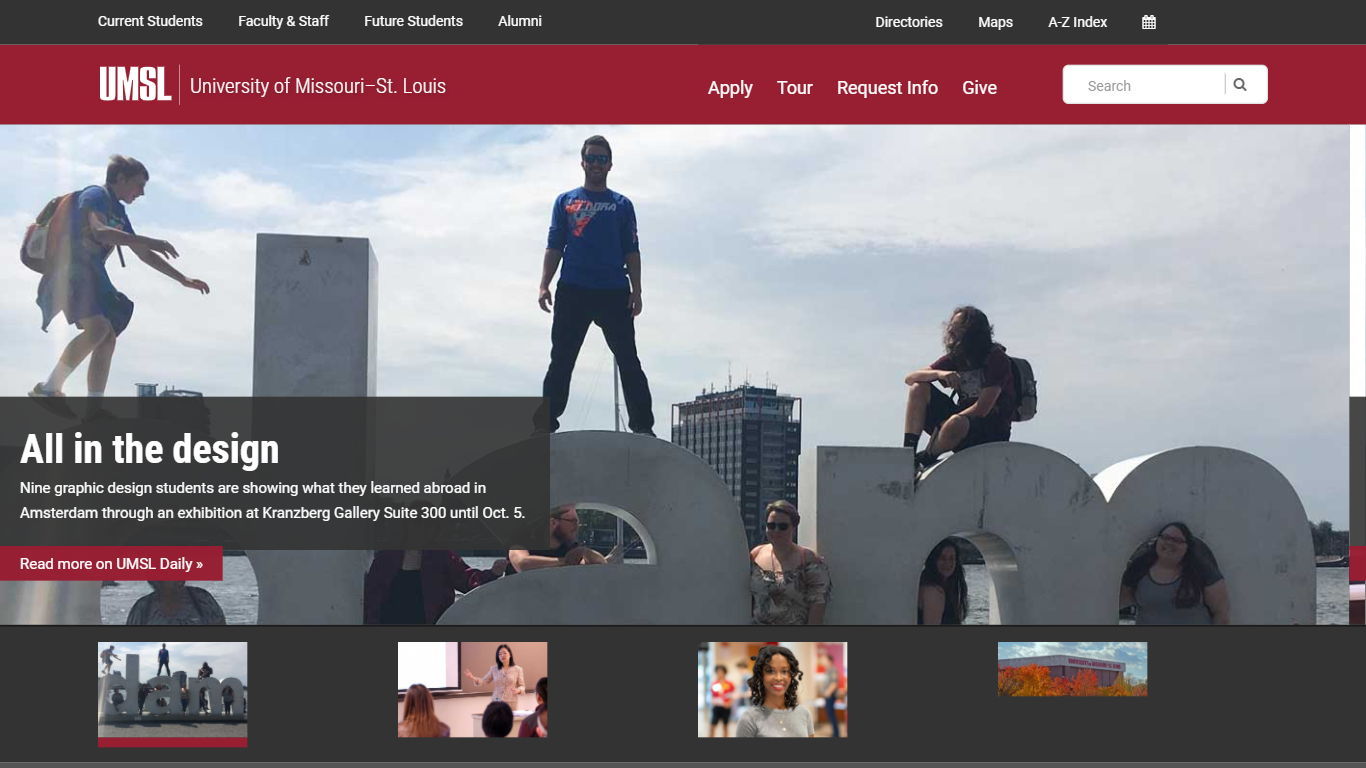 Current Students Faculty & Staff Future Students Alumni Directories Maps A-Z Index
UMSL University of Missouri–St. Louis Apply Tour Request Info Give Search
All in the design
Nine graphic design students are showing what they learned abroad in
Amsterdam through an exhibition at Kranzberg Gallery Suite 300 until Oct. 5.
Read more on UMSL Daily »